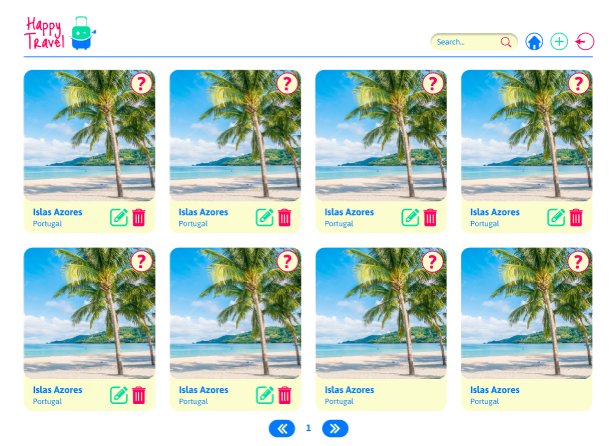 Happy
Travel
Search...
? ? ? ?
Islas Azores Islas Azores Islas Azores Islas Azores
Portugal Portugal Portugal Portugal
? ? ? ?
Islas Azores Islas Azores Islas Azores Islas Azores
Portugal Portugal Portugal Portugal
1